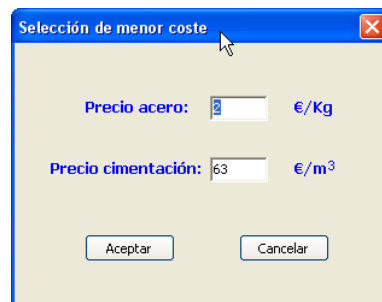 Selección de menor coste
Precio acero: 2 €/Kg
Precio cimentación: 63 €/m³
Aceptar Cancelar